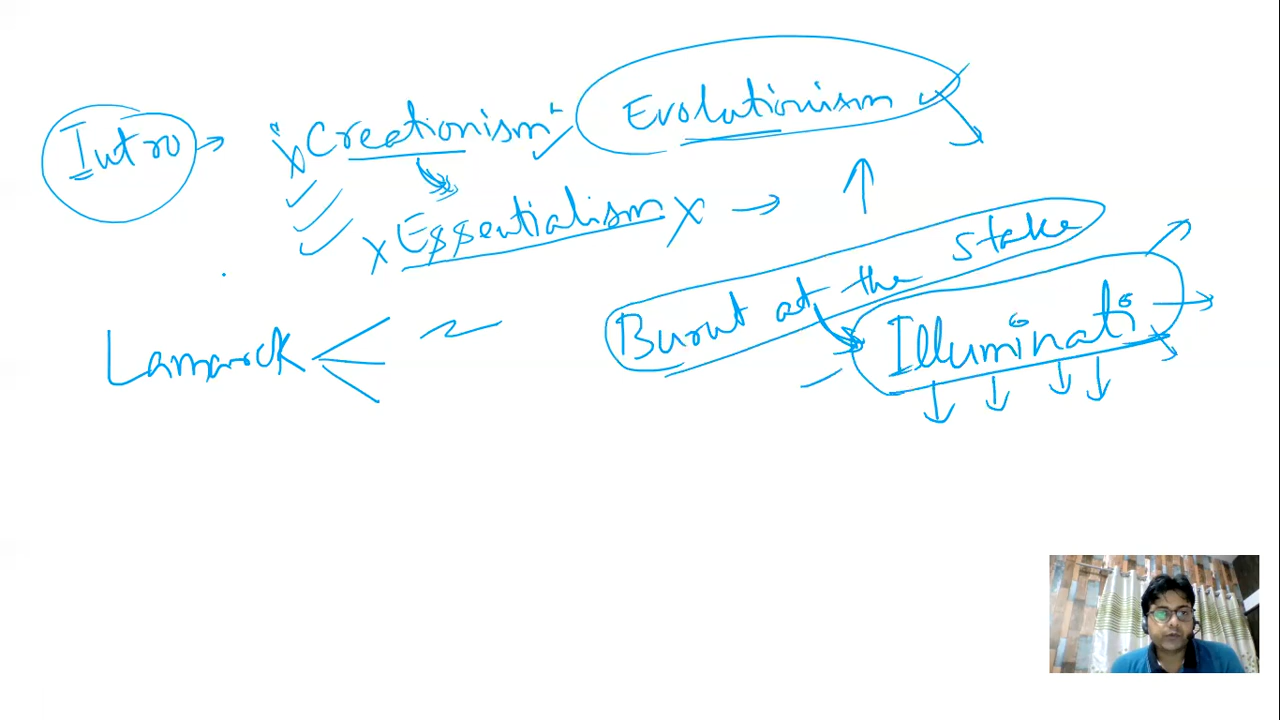 Intro → x Creationism ✓ Evolutionism
x Essentialism x →
Burnt at the stake
Illuminati
Lamarck